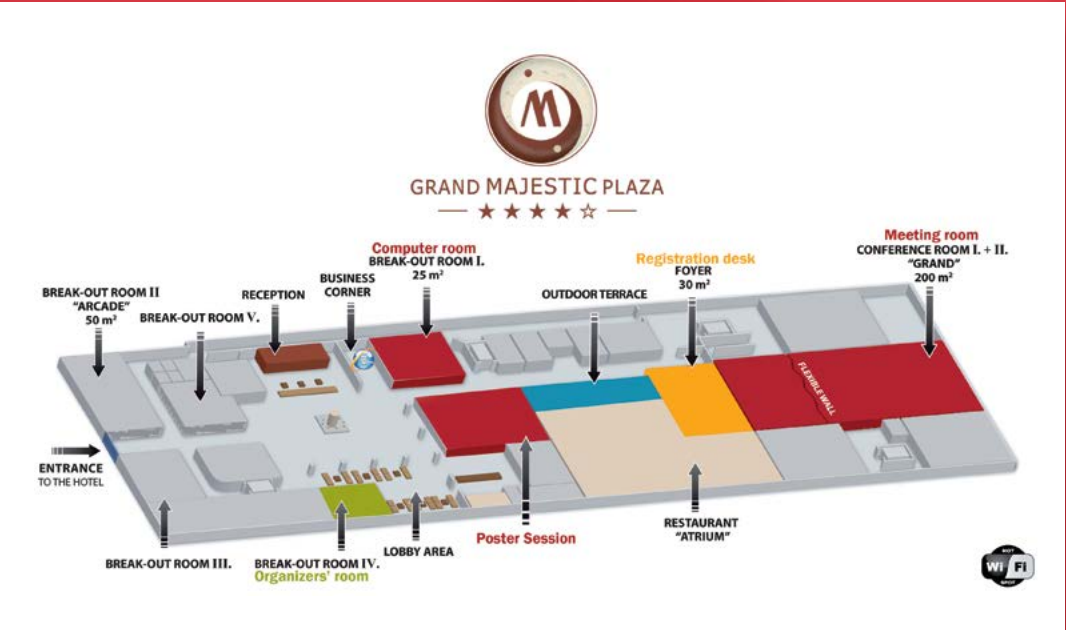 M
GRAND MAJESTIC PLAZA
Meeting room
CONFERENCE ROOM I. + II.
"GRAND"
200 m²
Computer room
BREAK-OUT ROOM I.
25 m²
Registration desk
FOYER
30 m²
BUSINESS
CORNER
BREAK-OUT ROOM II
"ARCADE"
50 m²
RECEPTION
OUTDOOR TERRACE
BREAK-OUT ROOM V.
FLEXIBLE WALL
ENTRANCE
TO THE HOTEL
RESTAURANT
"ATRIUM"
Poster Session
LOBBY AREA
BREAK-OUT ROOM III.
BREAK-OUT ROOM IV.
Organizers' room
HOT
Wi Fi
SPOT